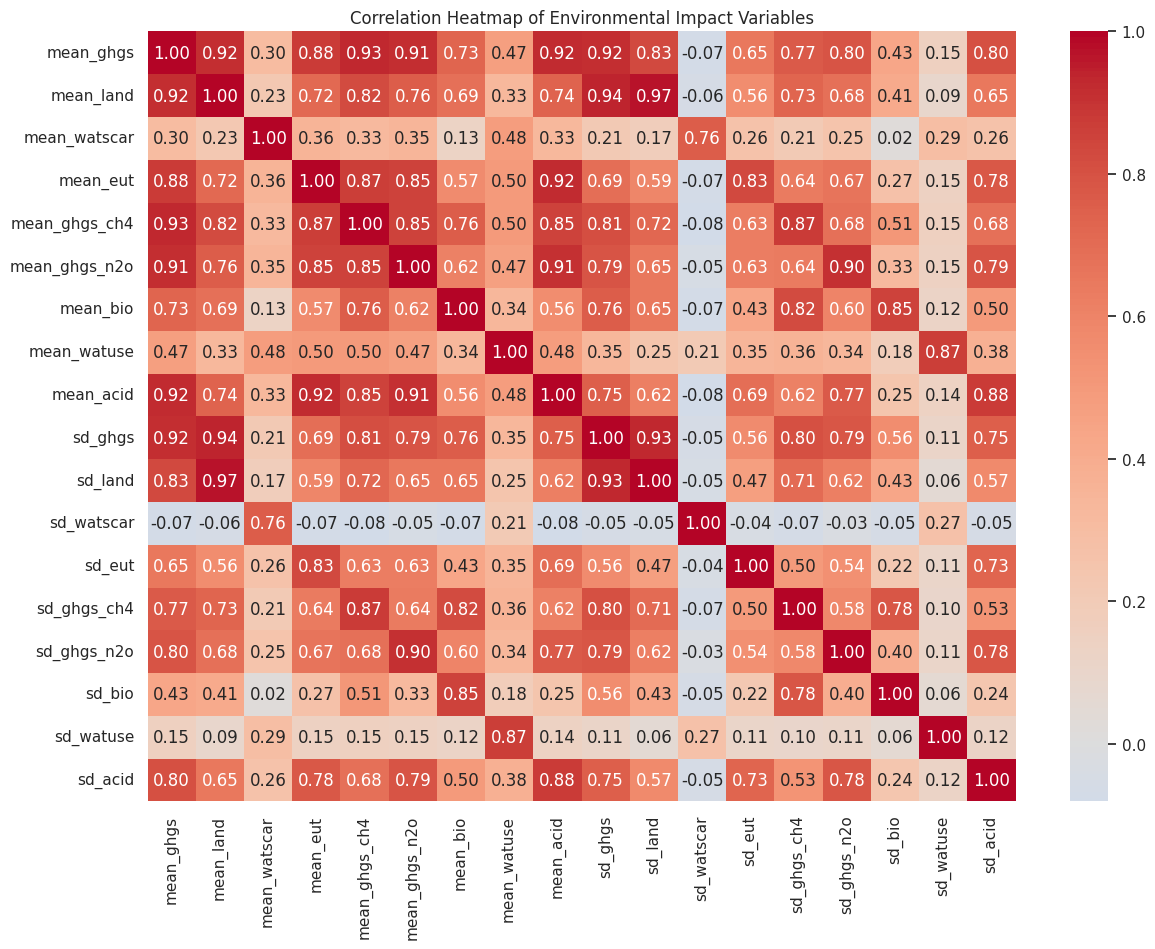 Correlation Heatmap of Environmental Impact Variables
mean_ghgs 1.00 0.92 0.30 0.88 0.93 0.91 0.73 0.47 0.92 0.92 0.83 -0.07 0.65 0.77 0.80 0.43 0.15 0.80
mean_land 0.92 1.00 0.23 0.72 0.82 0.76 0.69 0.33 0.74 0.94 0.97 -0.06 0.56 0.73 0.68 0.41 0.09 0.65
mean_watscar 0.30 0.23 1.00 0.36 0.33 0.35 0.13 0.48 0.33 0.21 0.17 0.76 0.26 0.21 0.25 0.02 0.29 0.26
mean_eut 0.88 0.72 0.36 1.00 0.87 0.85 0.57 0.50 0.92 0.69 0.59 -0.07 0.83 0.64 0.67 0.27 0.15 0.78
mean_ghgs_ch4 0.93 0.82 0.33 0.87 1.00 0.85 0.76 0.50 0.85 0.81 0.72 -0.08 0.63 0.87 0.68 0.51 0.15 0.68
mean_ghgs_n2o 0.91 0.76 0.35 0.85 0.85 1.00 0.62 0.47 0.91 0.79 0.65 -0.05 0.63 0.64 0.90 0.33 0.15 0.79
mean_bio 0.73 0.69 0.13 0.57 0.76 0.62 1.00 0.34 0.56 0.76 0.65 -0.07 0.43 0.82 0.60 0.85 0.12 0.50
mean_watuse 0.47 0.33 0.48 0.50 0.50 0.47 0.34 1.00 0.48 0.35 0.25 0.21 0.35 0.36 0.34 0.18 0.87 0.38
mean_acid 0.92 0.74 0.33 0.92 0.85 0.91 0.56 0.48 1.00 0.75 0.62 -0.08 0.69 0.62 0.77 0.25 0.14 0.88
sd_ghgs 0.92 0.94 0.21 0.69 0.81 0.79 0.76 0.35 0.75 1.00 0.93 -0.05 0.56 0.80 0.79 0.56 0.11 0.75
sd_land 0.83 0.97 0.17 0.59 0.72 0.65 0.65 0.25 0.62 0.93 1.00 -0.05 0.47 0.71 0.62 0.43 0.06 0.57
sd_watscar -0.07 -0.06 0.76 -0.07 -0.08 -0.05 -0.07 0.21 -0.08 -0.05 -0.05 1.00 -0.04 -0.07 -0.03 -0.05 0.27 -0.05
sd_eut 0.65 0.56 0.26 0.83 0.63 0.63 0.43 0.35 0.69 0.56 0.47 -0.04 1.00 0.50 0.54 0.22 0.11 0.73
sd_ghgs_ch4 0.77 0.73 0.21 0.64 0.87 0.64 0.82 0.36 0.62 0.80 0.71 -0.07 0.50 1.00 0.58 0.78 0.10 0.53
sd_ghgs_n2o 0.80 0.68 0.25 0.67 0.68 0.90 0.60 0.34 0.77 0.79 0.62 -0.03 0.54 0.58 1.00 0.40 0.11 0.78
sd_bio 0.43 0.41 0.02 0.27 0.51 0.33 0.85 0.18 0.25 0.56 0.43 -0.05 0.22 0.78 0.40 1.00 0.06 0.24
sd_watuse 0.15 0.09 0.29 0.15 0.15 0.15 0.12 0.87 0.14 0.11 0.06 0.27 0.11 0.10 0.11 0.06 1.00 0.12
sd_acid 0.80 0.65 0.26 0.78 0.68 0.79 0.50 0.38 0.88 0.75 0.57 -0.05 0.73 0.53 0.78 0.24 0.12 1.00
mean_ghgs
mean_land
mean_watscar
mean_eut
mean_ghgs_ch4
mean_ghgs_n2o
mean_bio
mean_watuse
mean_acid
sd_ghgs
sd_land
sd_watscar
sd_eut
sd_ghgs_ch4
sd_ghgs_n2o
sd_bio
sd_watuse
sd_acid
1.0
0.8
0.6
0.4
0.2
0.0